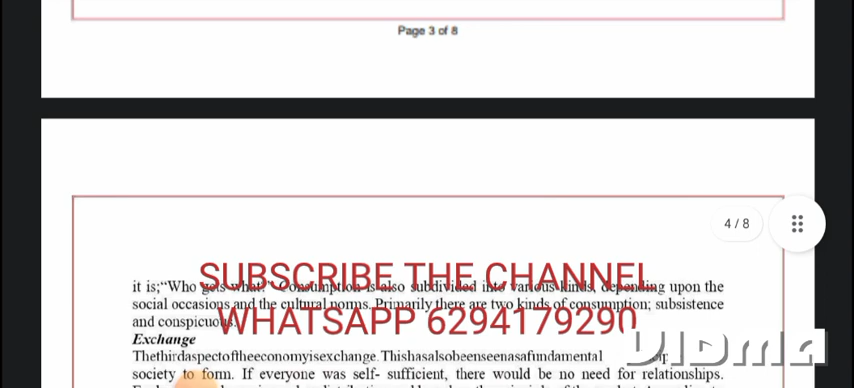 Page 3 of 8
4 / 8
SUBSCRIBE THE CHANNEL
it is;“Who gets what?” Consumption is also subdivided into various kinds, depending upon the
social occasions and the cultural norms. Primarily there are two kinds of consumption; subsistence
WHATSAPP 6294179290
and conspicuous.
Exchange
VIDMA
Thethirdaspectoftheeconomyisexchange.Thishasalsobeenseenasafundamental
society to form. If everyone was self- sufficient, there would be no need for relationships.